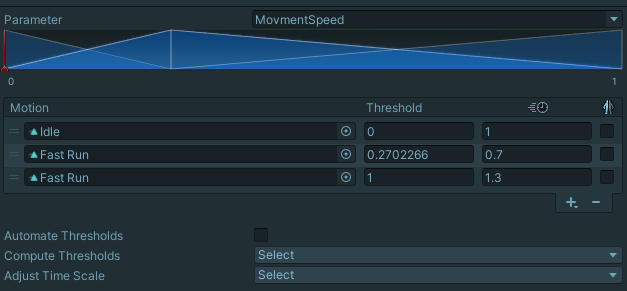 Parameter MovmentSpeed
0 1
Motion Threshold
Idle 0 1
Fast Run 0.2702266 0.7
Fast Run 1 1.3
Automate Thresholds
Compute Thresholds Select
Adjust Time Scale Select